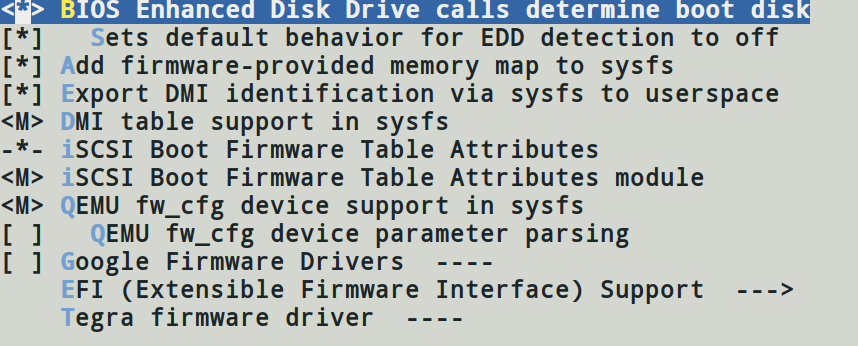 <*> BIOS Enhanced Disk Drive calls determine boot disk
[*]   Sets default behavior for EDD detection to off
[*] Add firmware-provided memory map to sysfs
[*] Export DMI identification via sysfs to userspace
<M> DMI table support in sysfs
-*- iSCSI Boot Firmware Table Attributes
<M> iSCSI Boot Firmware Table Attributes module
<M> QEMU fw_cfg device support in sysfs
[ ]   QEMU fw_cfg device parameter parsing
[ ] Google Firmware Drivers  ----
    EFI (Extensible Firmware Interface) Support  --->
    Tegra firmware driver  ----